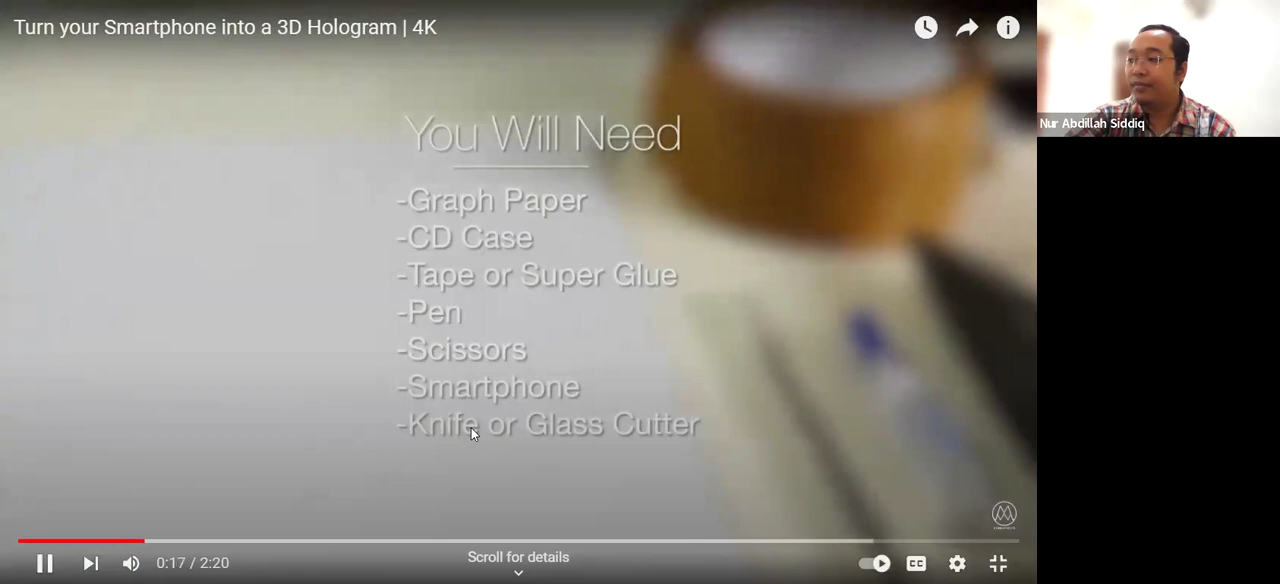 Turn your Smartphone into a 3D Hologram | 4K
Nur Abdillah Siddiq
You Will Need
-Graph Paper
-CD Case
-Tape or Super Glue
-Pen
-Scissors
-Smartphone
-Knife or Glass Cutter
0:17 / 2:20
Scroll for details
CC